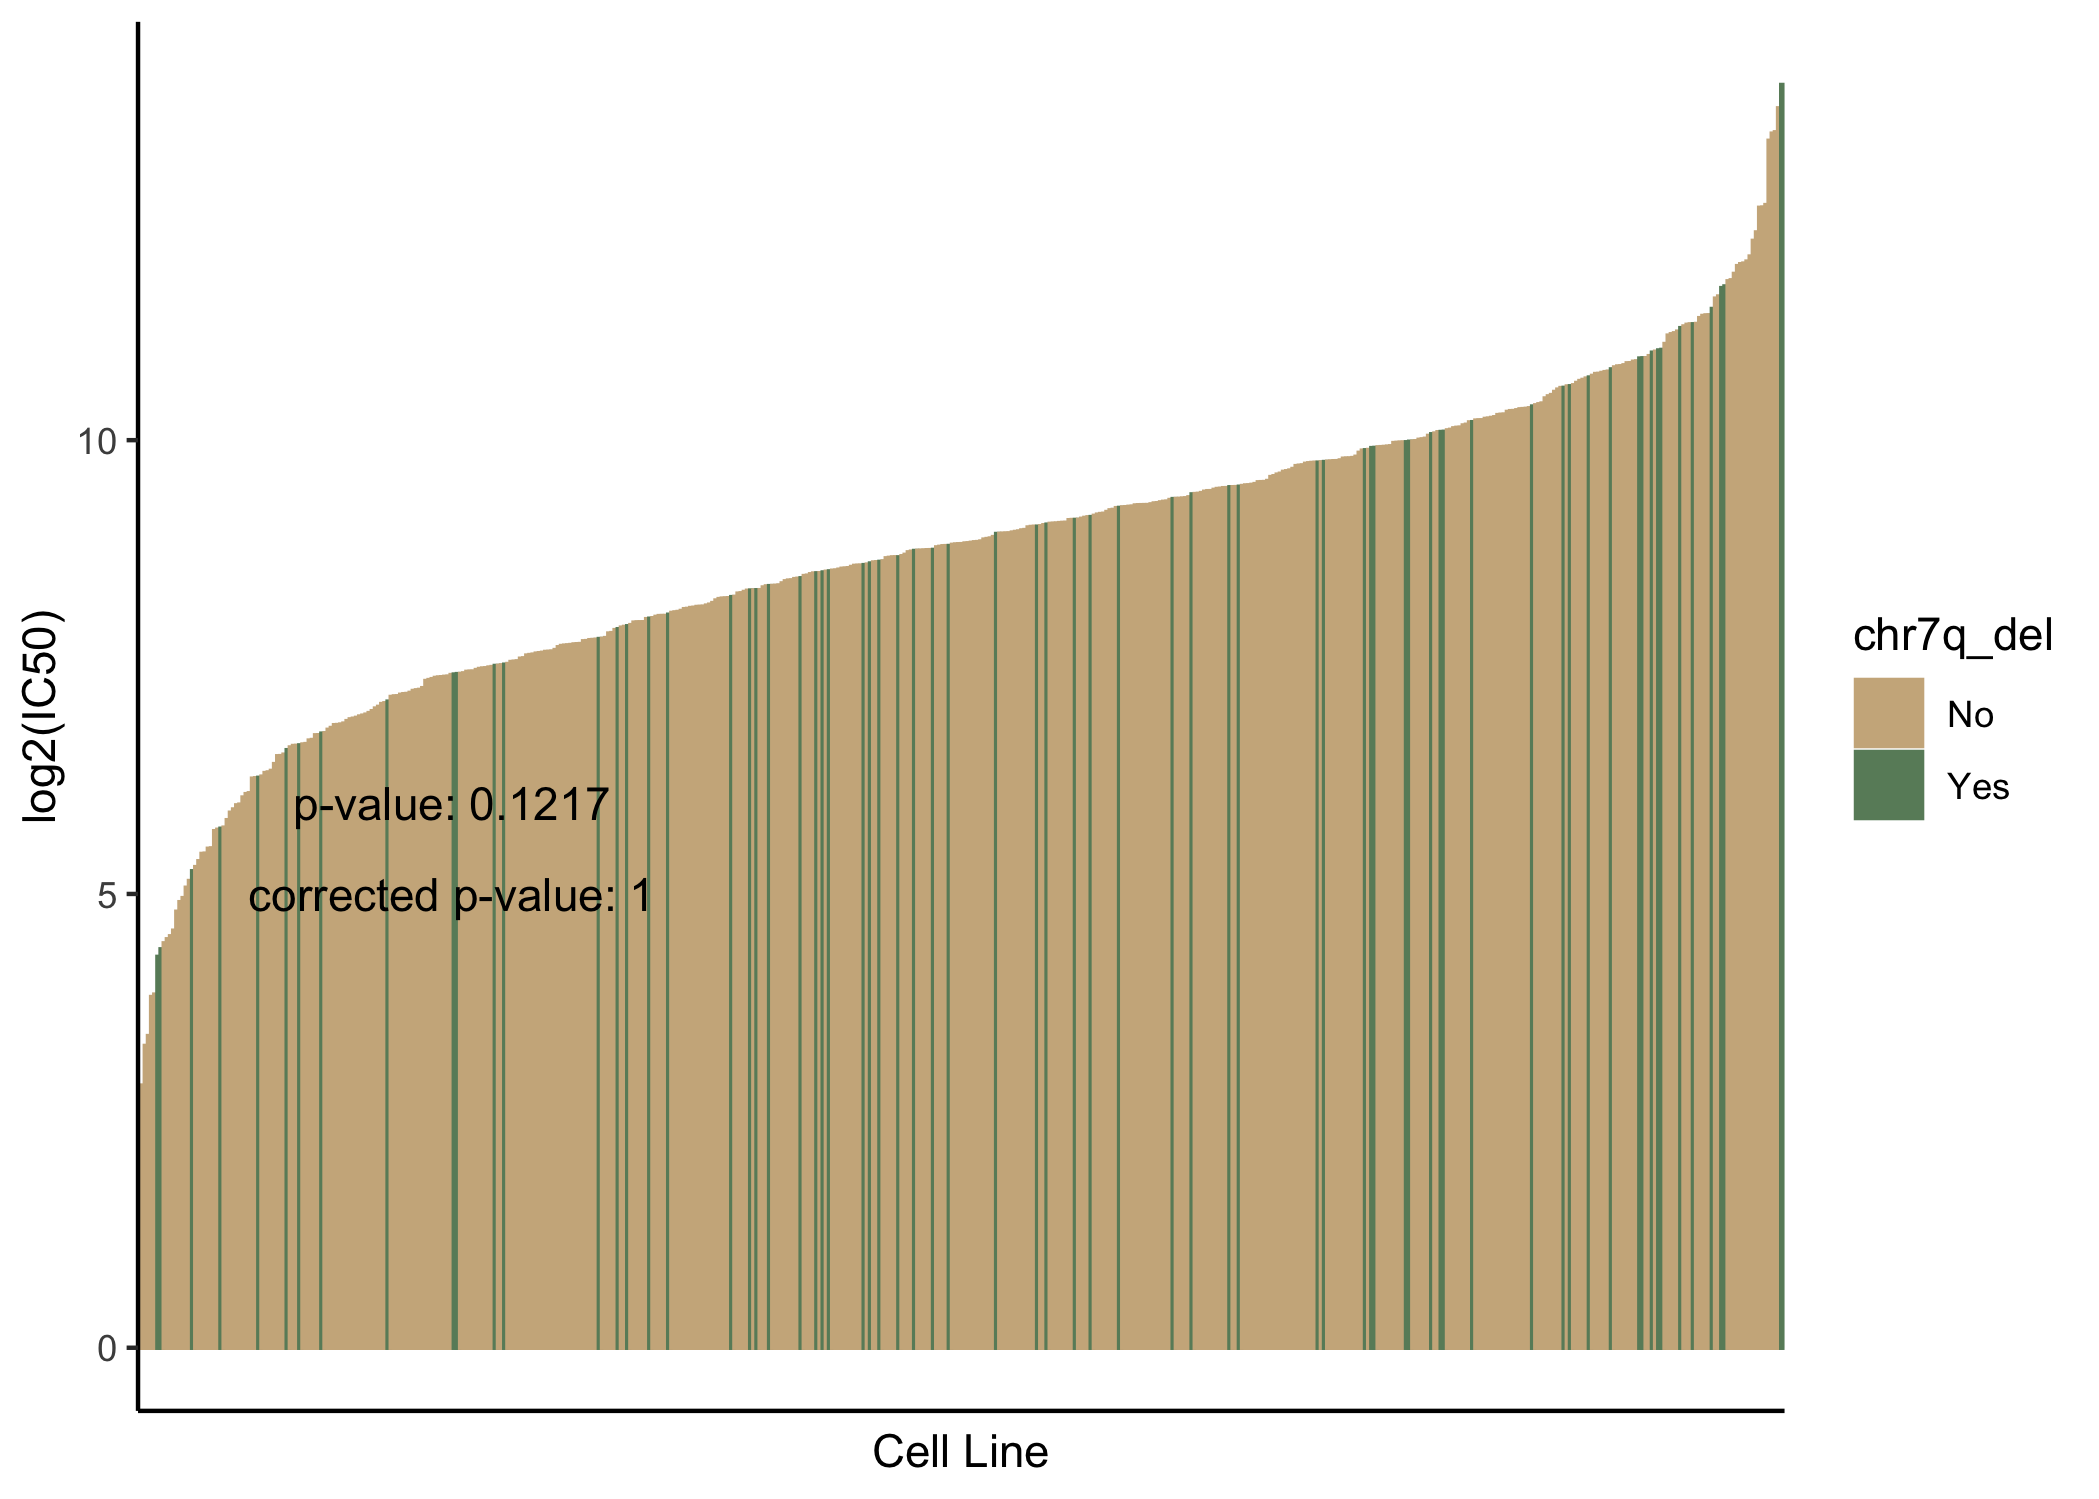 10
5
0
log2(IC50)
p-value: 0.1217
corrected p-value: 1
Cell Line
chr7q_del
No
Yes